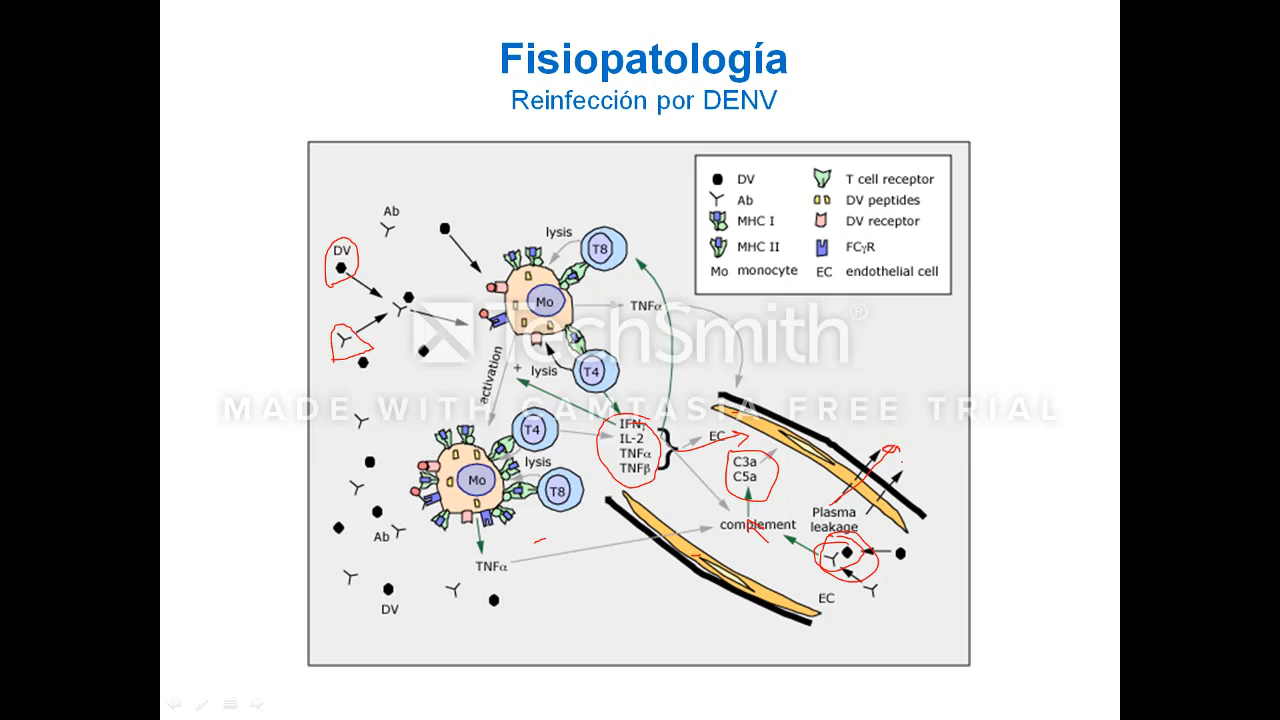 Fisiopatología
Reinfección por DENV
DV
T cell receptor
Ab
DV peptides
MHC I
DV receptor
MHC II
FCγR
Mo
monocyte
EC
endothelial cell
Ab
DV
lysis
T8
Mo
TNFα
TechSmith®
activation
+
lysis
T4
MADE WITH CAMTASIA FREE TRIAL
IFNγ
IL-2
TNFα
TNFβ
}
EC
T4
lysis
Mo
T8
C3a
C5a
complement
Plasma
leakage
Ab
TNFα
DV
EC